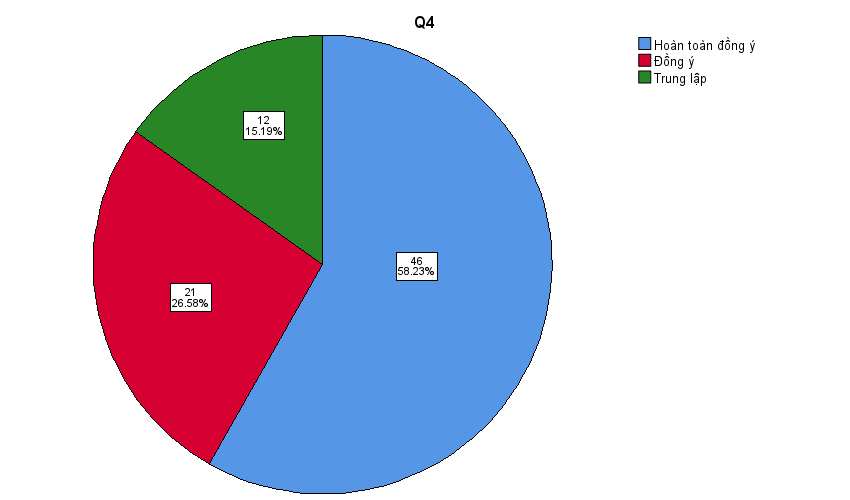 Q4
Hoàn toàn đồng ý
Đồng ý
Trung lập
12
15.19%
46
58.23%
21
26.58%